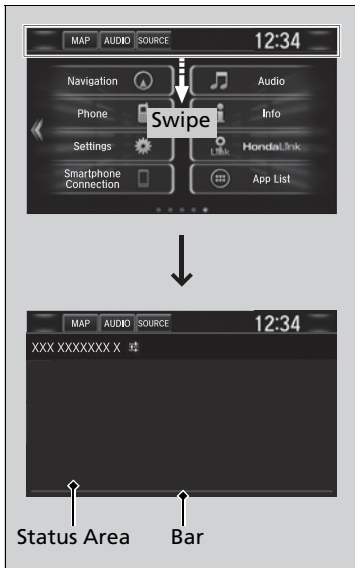 MAP AUDIO SOURCE 12:34
Navigation Audio
Phone Info
Swipe
Settings Link HondaLink
Smartphone
Connection App List
MAP AUDIO SOURCE 12:34
XXX XXXXXXX X
Status Area Bar